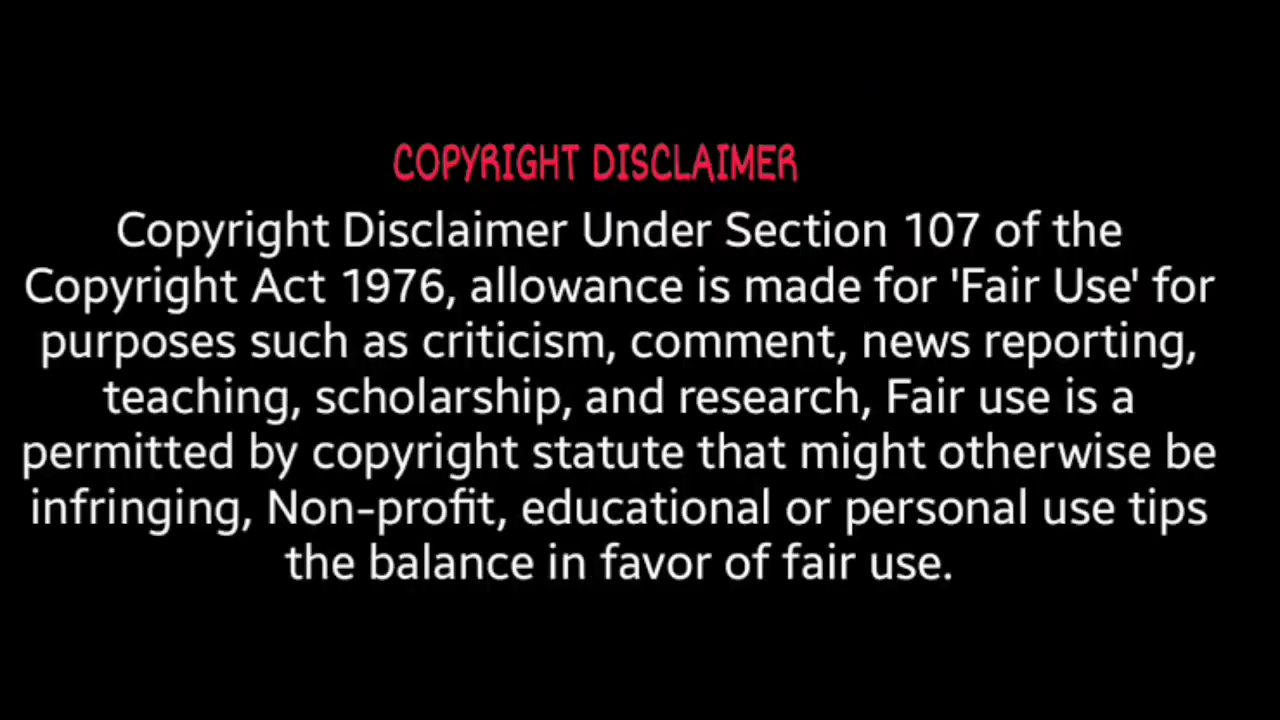 COPYRIGHT DISCLAIMER
Copyright Disclaimer Under Section 107 of the
Copyright Act 1976, allowance is made for 'Fair Use' for
purposes such as criticism, comment, news reporting,
teaching, scholarship, and research, Fair use is a
permitted by copyright statute that might otherwise be
infringing, Non-profit, educational or personal use tips
the balance in favor of fair use.